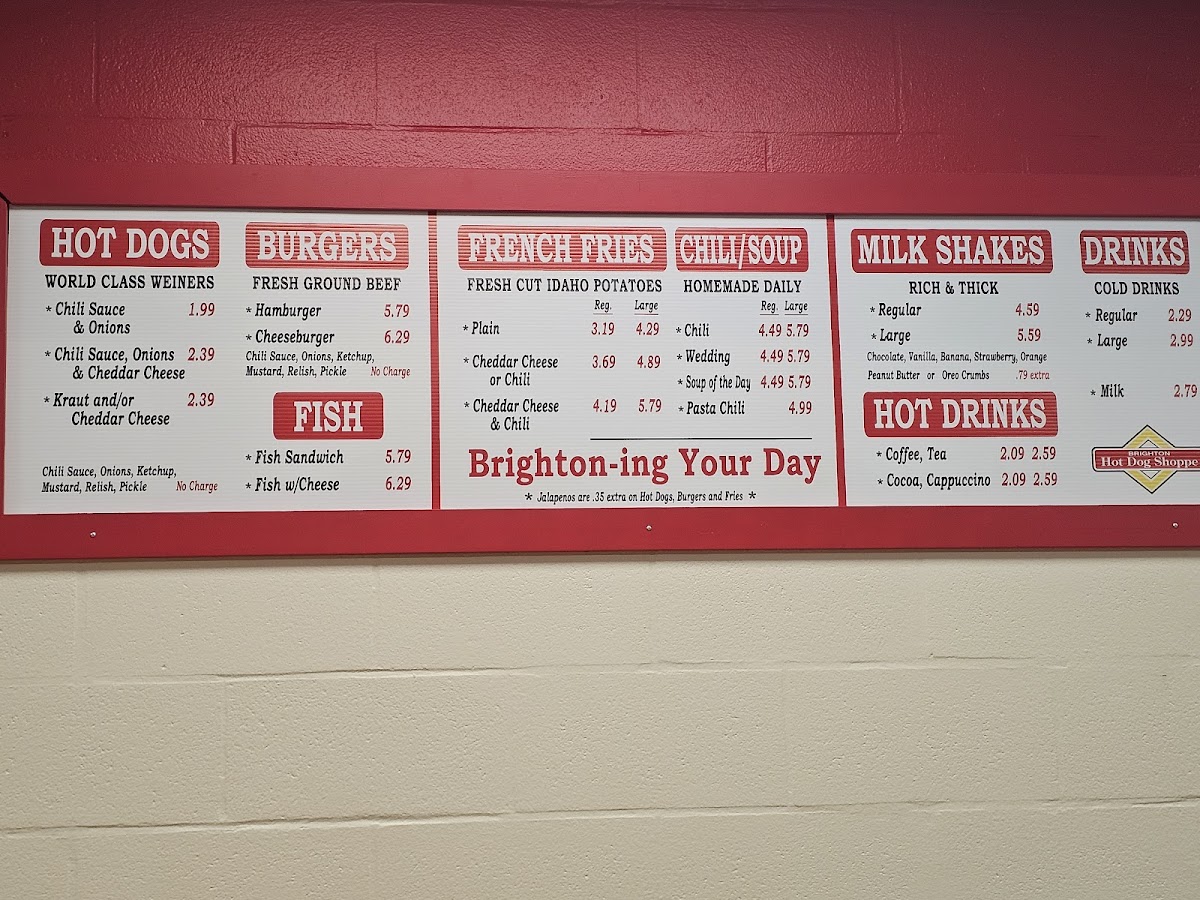 HOT DOGS
WORLD CLASS WEINERS
* Chili Sauce 1.99
& Onions
* Chili Sauce, Onions 2.39
& Cheddar Cheese
* Kraut and/or 2.39
Cheddar Cheese
Chili Sauce, Onions, Ketchup,
Mustard, Relish, Pickle No Charge
BURGERS
FRESH GROUND BEEF
* Hamburger 5.79
* Cheeseburger 6.29
Chili Sauce, Onions, Ketchup,
Mustard, Relish, Pickle No Charge
FISH
* Fish Sandwich 5.79
* Fish w/Cheese 6.29
FRENCH FRIES
FRESH CUT IDAHO POTATOES
Reg. Large
* Plain 3.19 4.29
* Cheddar Cheese 3.69 4.89
or Chili
* Cheddar Cheese 4.19 5.79
& Chili
CHILI/SOUP
HOMEMADE DAILY
Reg. Large
* Chili 4.49 5.79
* Wedding 4.49 5.79
* Soup of the Day 4.49 5.79
* Pasta Chili 4.99
Brighton-ing Your Day
* Jalapenos are .35 extra on Hot Dogs, Burgers and Fries *
MILK SHAKES
RICH & THICK
* Regular 4.59
* Large 5.59
Chocolate, Vanilla, Banana, Strawberry, Orange
Peanut Butter or Oreo Crumbs .79 extra
HOT DRINKS
* Coffee, Tea 2.09 2.59
* Cocoa, Cappuccino 2.09 2.59
DRINKS
COLD DRINKS
* Regular 2.29
* Large 2.99
* Milk 2.79
BRIGHTON
Hot Dog Shoppe